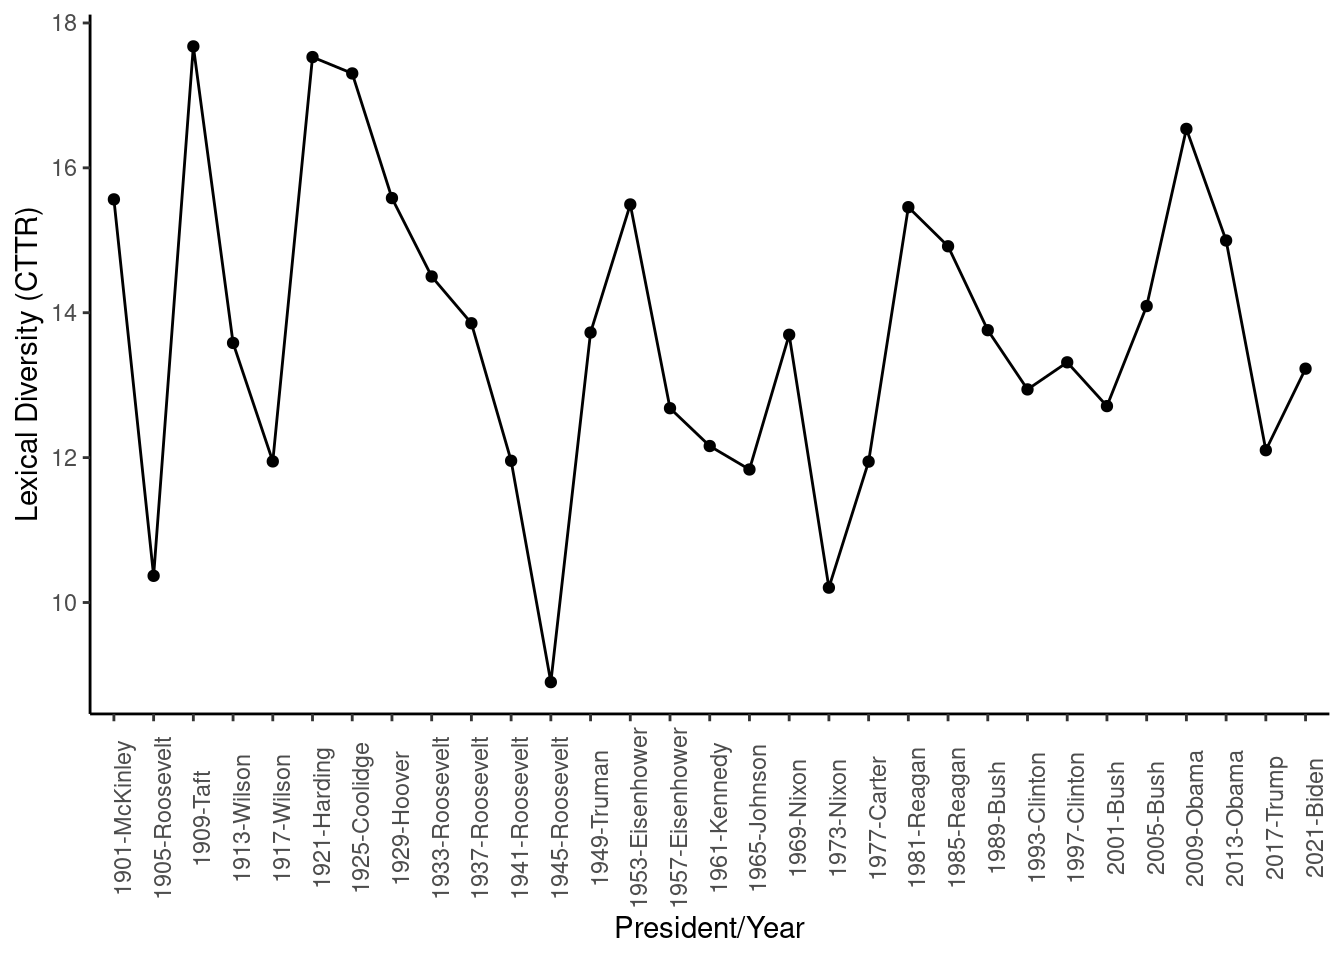 18
16
14
12
10
Lexical Diversity (CTTR)
1901-McKinley
1905-Roosevelt
1909-Taft
1913-Wilson
1917-Wilson
1921-Harding
1925-Coolidge
1929-Hoover
1933-Roosevelt
1937-Roosevelt
1941-Roosevelt
1945-Roosevelt
1949-Truman
1953-Eisenhower
1957-Eisenhower
1961-Kennedy
1965-Johnson
1969-Nixon
1973-Nixon
1977-Carter
1981-Reagan
1985-Reagan
1989-Bush
1993-Clinton
1997-Clinton
2001-Bush
2005-Bush
2009-Obama
2013-Obama
2017-Trump
2021-Biden
President/Year